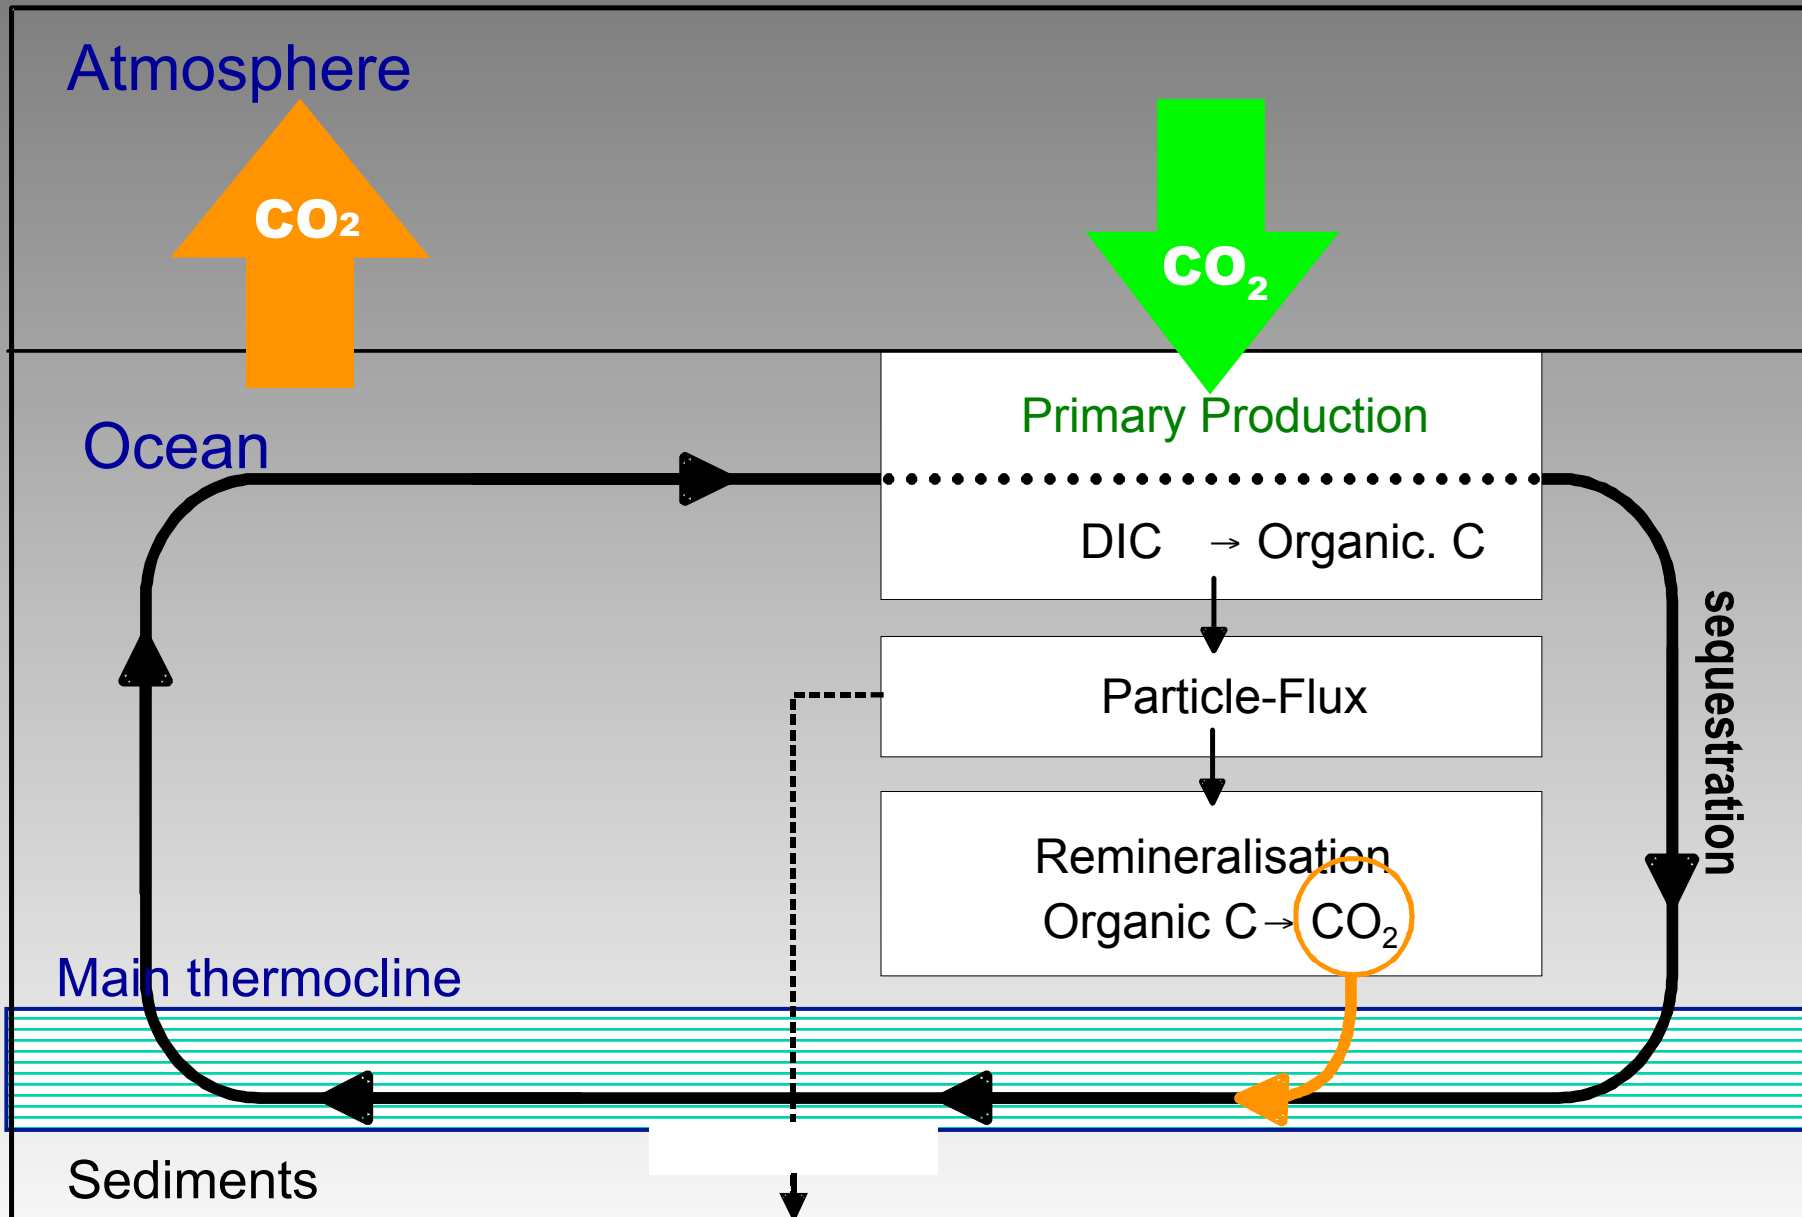 Atmosphere
CO₂
CO₂
Primary Production
Ocean
DIC → Organic. C
sequestration
Particle-Flux
Remineralisation
Organic C→ CO₂
Main thermocline
Sediments